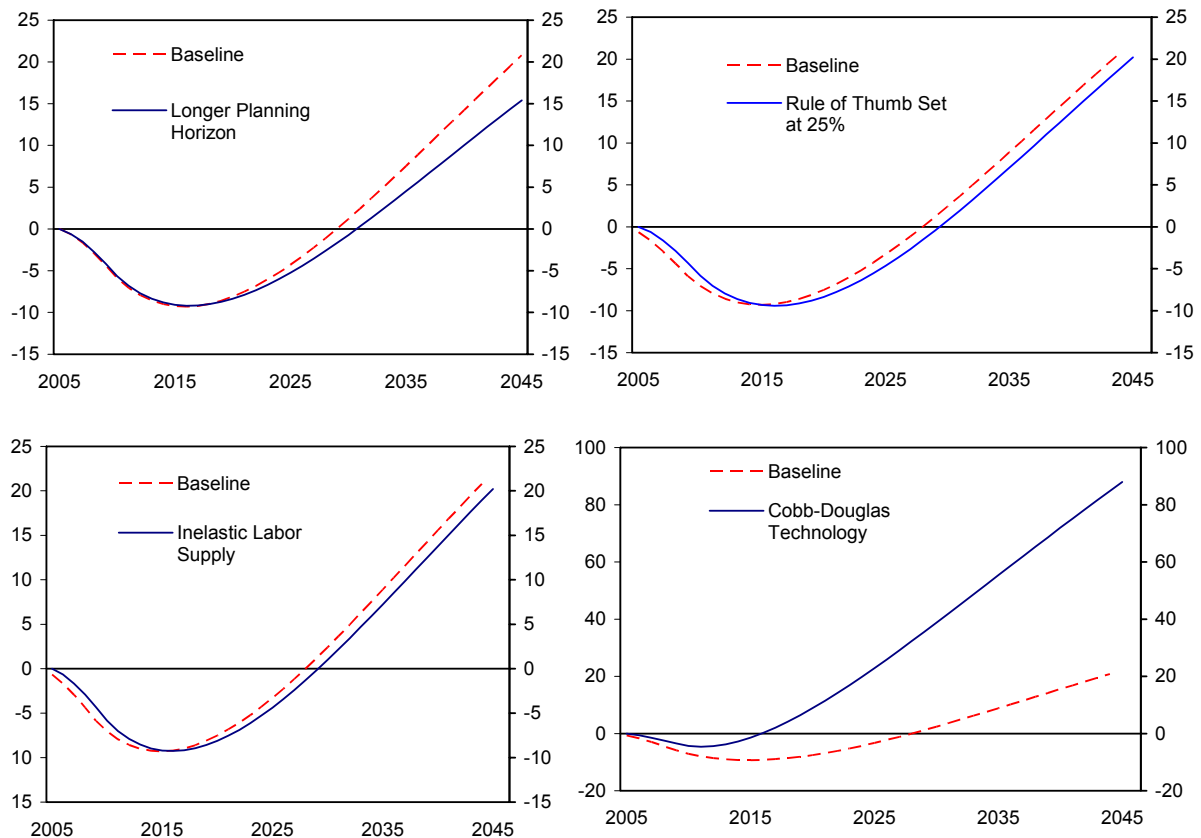 25 25
20 20
15 15
10 10
5 5
0 0
-5 -5
-10 -10
-15 -15
Baseline
Longer Planning
Horizon
2005 2015 2025 2035 2045
25 25
20 20
15 15
10 10
5 5
0 0
-5 -5
-10 -10
-15 -15
Baseline
Rule of Thumb Set
at 25%
2005 2015 2025 2035 2045
25 25
20 20
15 15
10 10
5 5
0 0
-5 -5
-10 -10
15 -15
Baseline
Inelastic Labor
Supply
2005 2015 2025 2035 2045
100 100
80 80
60 60
40 40
20 20
0 0
-20 -20
Baseline
Cobb-Douglas
Technology
2005 2015 2025 2035 2045